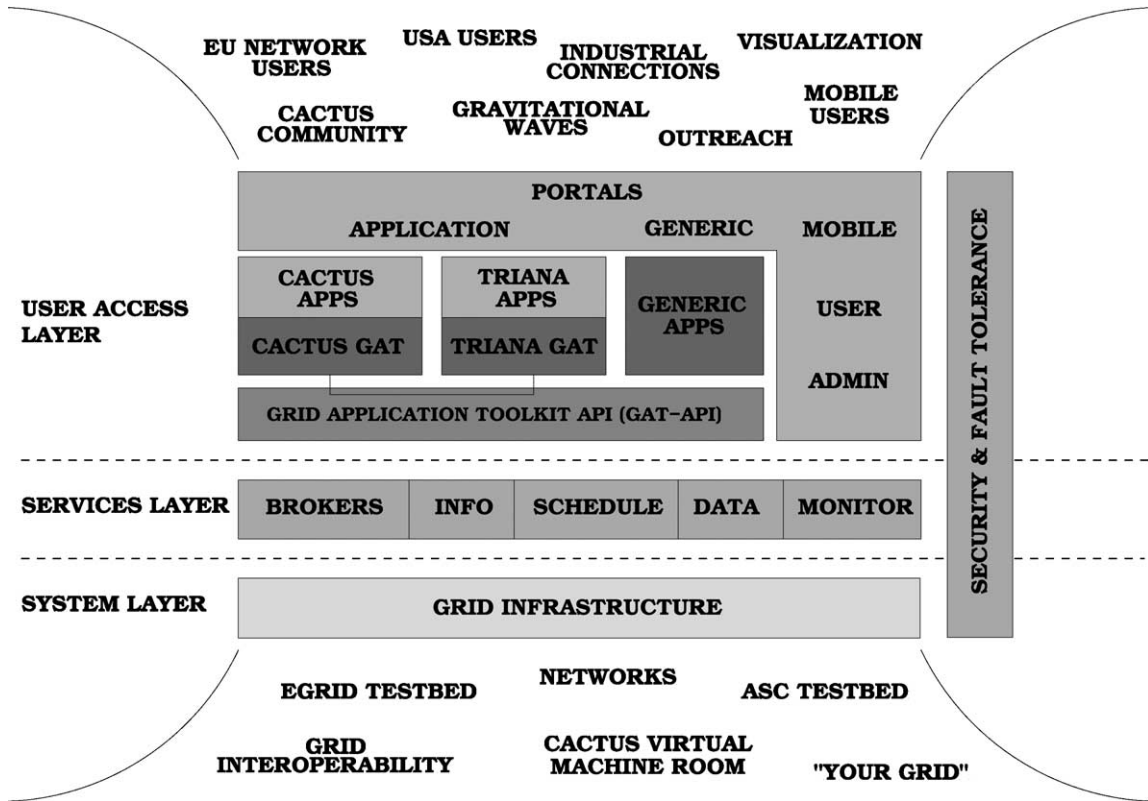 EU NETWORK
USERS
USA USERS
INDUSTRIAL
CONNECTIONS
VISUALIZATION
CACTUS
COMMUNITY
GRAVITATIONAL
WAVES
OUTREACH
MOBILE
USERS
PORTALS
APPLICATION
GENERIC
MOBILE
USER ACCESS
LAYER
CACTUS
APPS
TRIANA
APPS
GENERIC
APPS
USER
CACTUS GAT
TRIANA GAT
ADMIN
GRID APPLICATION TOOLKIT API (GAT-API)
SECURITY & FAULT TOLERANCE
SERVICES LAYER
BROKERS
INFO
SCHEDULE
DATA
MONITOR
SYSTEM LAYER
GRID INFRASTRUCTURE
EGRID TESTBED
NETWORKS
ASC TESTBED
GRID
INTEROPERABILITY
CACTUS VIRTUAL
MACHINE ROOM
"YOUR GRID"